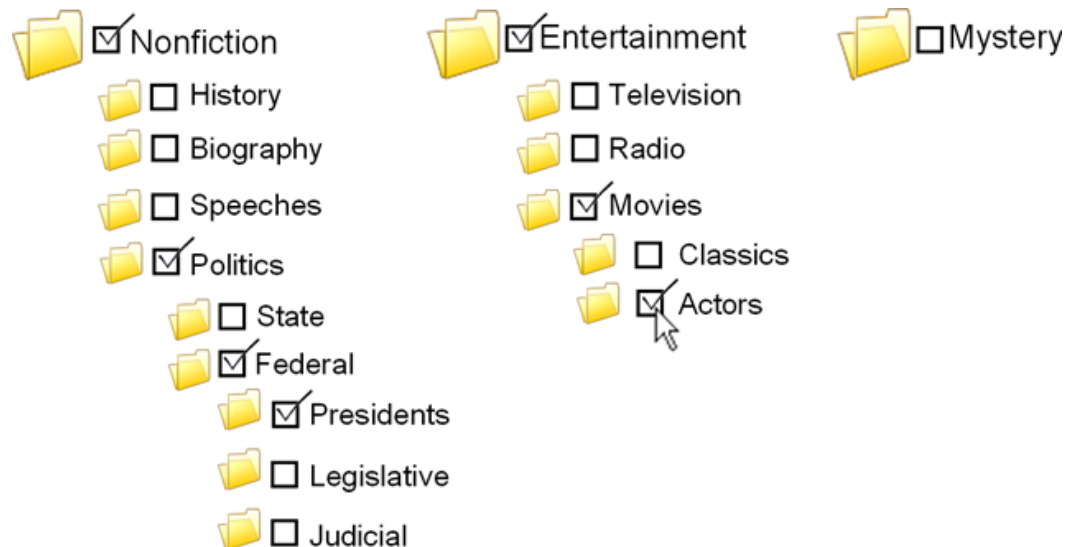 Nonfiction
History
Biography
Speeches
Politics
State
Federal
Presidents
Legislative
Judicial
Entertainment
Television
Radio
Movies
Classics
Actors
Mystery